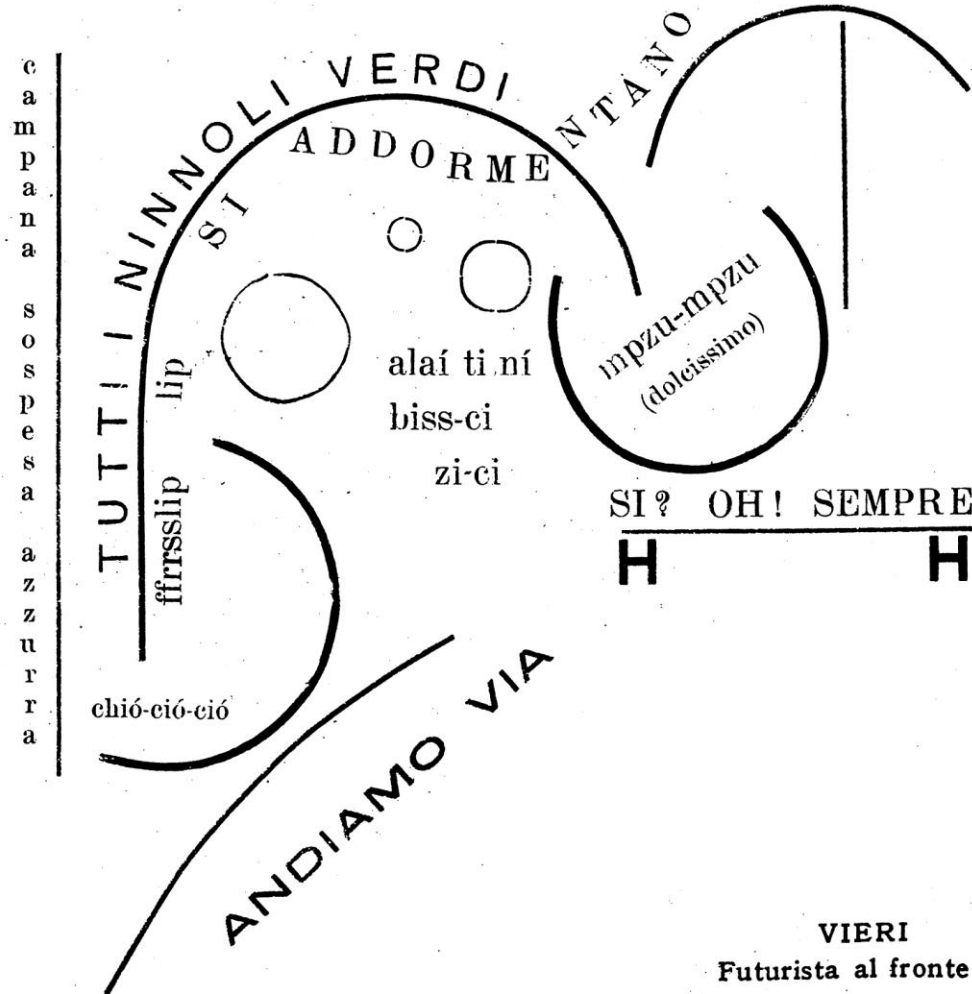 campana sospesa azzurra
TUTTI I NINNOLI VERDI
SI ADDORMENTANO
lip
ffrrsslip
chió-ció-ció
alaí ti ní
biss-ci
zi-ci
mpzu-mpzu
(dolcissimo)
SI? OH! SEMPRE
H H
ANDIAMO VIA
VIERI
Futurista al fronte